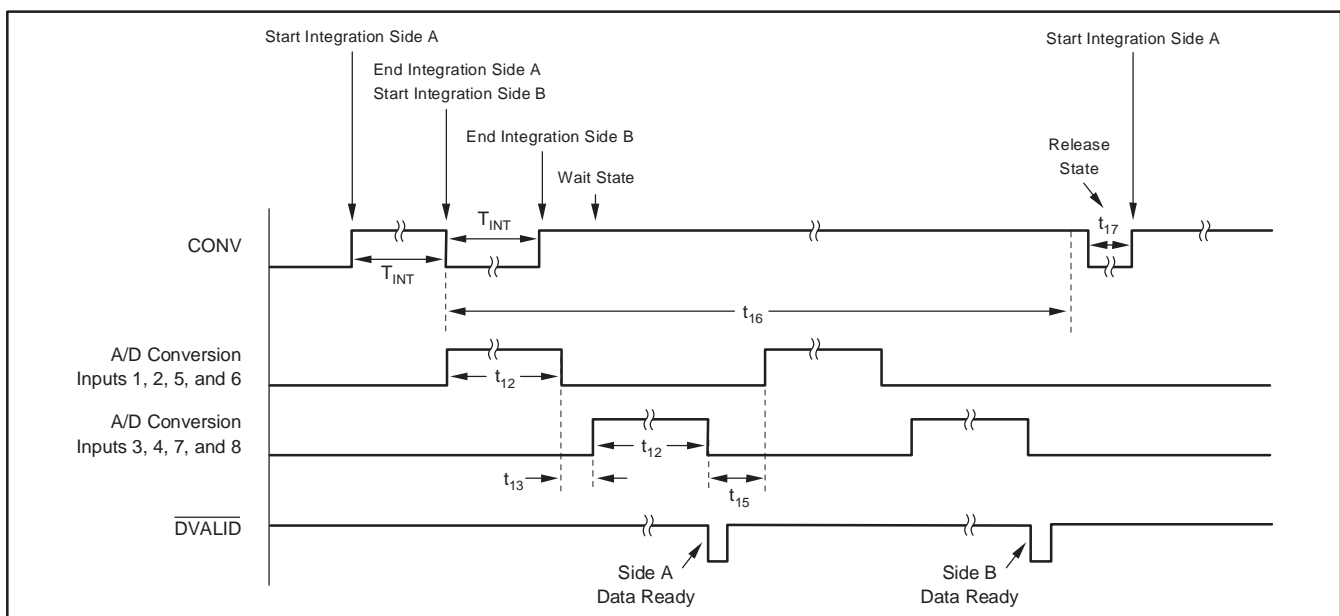 Start Integration Side A
Start Integration Side A
End Integration Side A
Start Integration Side B
End Integration Side B
Wait State
Release
State
CONV
TINT
TINT
t17
t16
A/D Conversion
Inputs 1, 2, 5, and 6
t12
A/D Conversion
Inputs 3, 4, 7, and 8
t12
t13
t15
DVALID
Side A
Data Ready
Side B
Data Ready